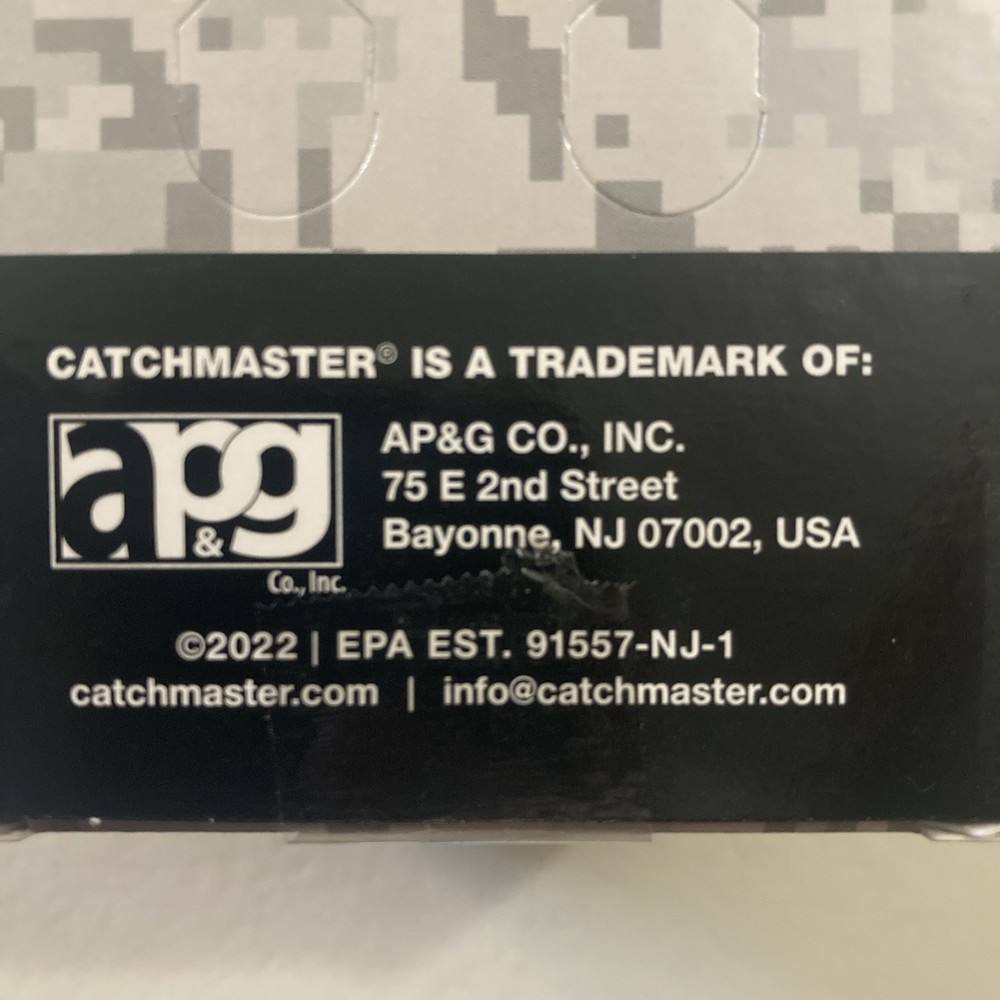 CATCHMASTER© IS A TRADEMARK OF:
ap&g
Co., Inc.
AP&G CO., INC.
75 E 2nd Street
Bayonne, NJ 07002, USA
©2022 | EPA EST. 91557-NJ-1
catchmaster.com | info@catchmaster.com